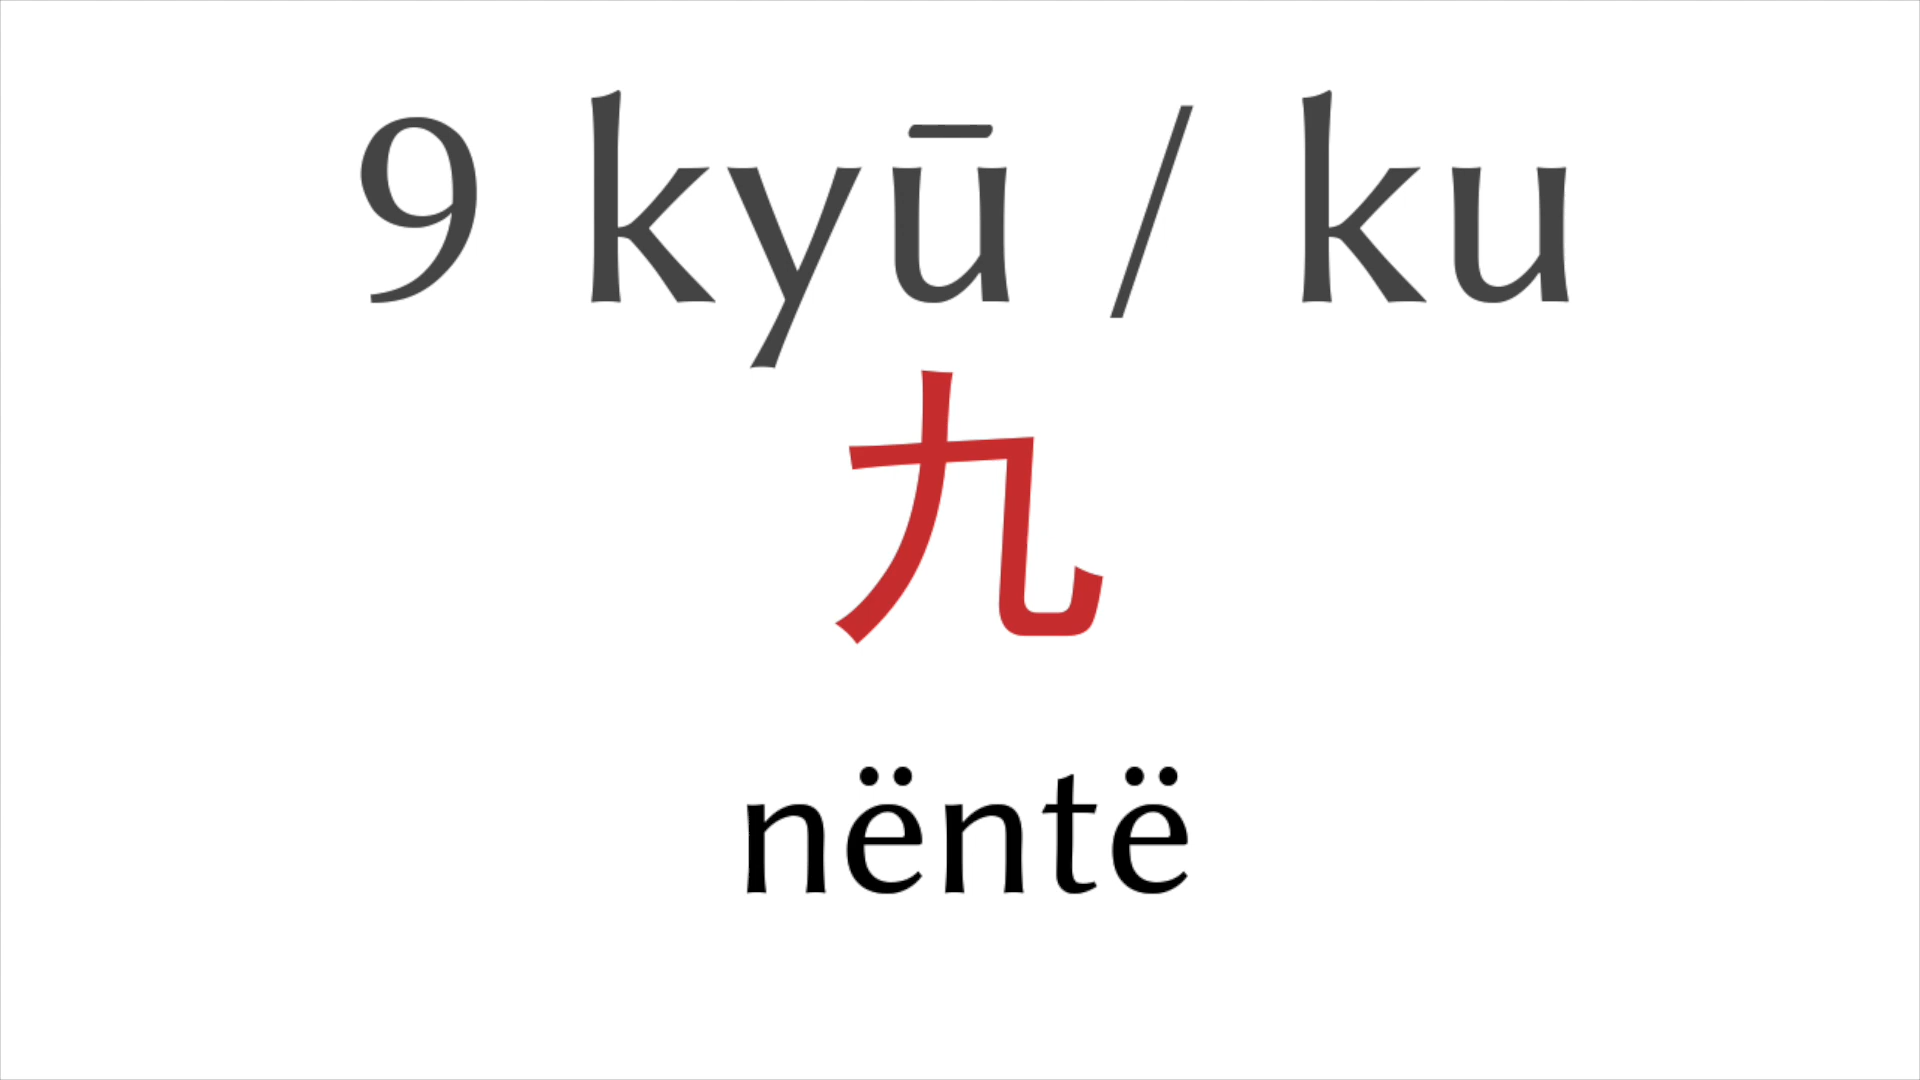 9 kyū / ku
九
nëntë